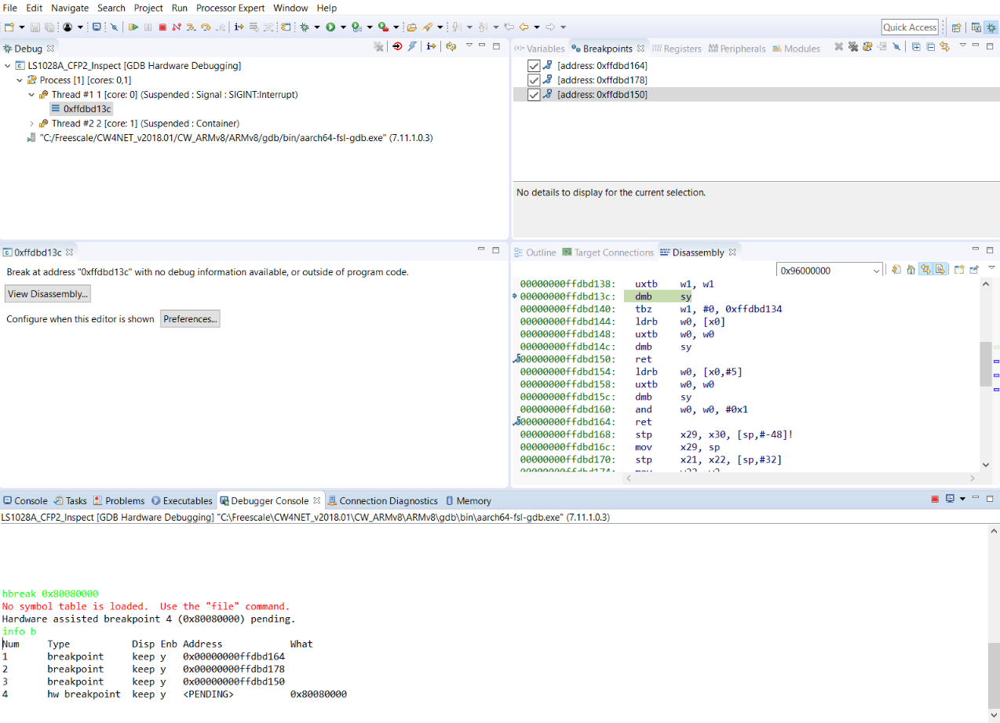 File Edit Navigate Search Project Run Processor Expert Window Help
Quick Access
Debug
LS1028A_CFP2_Inspect [GDB Hardware Debugging]
Process [1] [cores: 0,1]
Thread #1 1 [core: 0] (Suspended : Signal : SIGINT:Interrupt)
0xffdbd13c
Thread #2 2 [core: 1] (Suspended : Container)
"C:/Freescale/CW4NET_v2018.01/CW_ARMv8/ARMv8/gdb/bin/aarch64-fsl-gdb.exe" (7.11.1.0.3)
(x)= Variables Breakpoints Registers Peripherals Modules
[address: 0xffdbd164]
[address: 0xffdbd178]
[address: 0xffdbd150]
No details to display for the current selection.
0xffdbd13c
Break at address "0xffdbd13c" with no debug information available, or outside of program code.
View Disassembly...
Configure when this editor is shown Preferences...
Outline Target Connections Disassembly
0x96000000
00000000ffdbd138: uxtb w1, w1
00000000ffdbd13c: dmb sy
00000000ffdbd140: tbz w1, #0, 0xffdbd134
00000000ffdbd144: ldrb w0, [x0]
00000000ffdbd148: uxtb w0, w0
00000000ffdbd14c: dmb sy
00000000ffdbd150: ret
00000000ffdbd154: ldrb w0, [x0,#5]
00000000ffdbd158: uxtb w0, w0
00000000ffdbd15c: dmb sy
00000000ffdbd160: and w0, w0, #0x1
00000000ffdbd164: ret
00000000ffdbd168: stp x29, x30, [sp,#-48]!
00000000ffdbd16c: mov x29, sp
00000000ffdbd170: stp x21, x22, [sp,#32]
00000000ffdbd174: mov
Console Tasks Problems Executables Debugger Console Connection Diagnostics Memory
LS1028A_CFP2_Inspect [GDB Hardware Debugging] "C:\Freescale\CW4NET_v2018.01\CW_ARMv8\ARMv8\gdb\bin\aarch64-fsl-gdb.exe" (7.11.1.0.3)
hbreak 0x80080000
No symbol table is loaded.  Use the "file" command.
Hardware assisted breakpoint 4 (0x80080000) pending.
info b
Num Type Disp Enb Address What
1 breakpoint keep y 0x00000000ffdbd164
2 breakpoint keep y 0x00000000ffdbd178
3 breakpoint keep y 0x00000000ffdbd150
4 hw breakpoint keep y <PENDING> 0x80080000